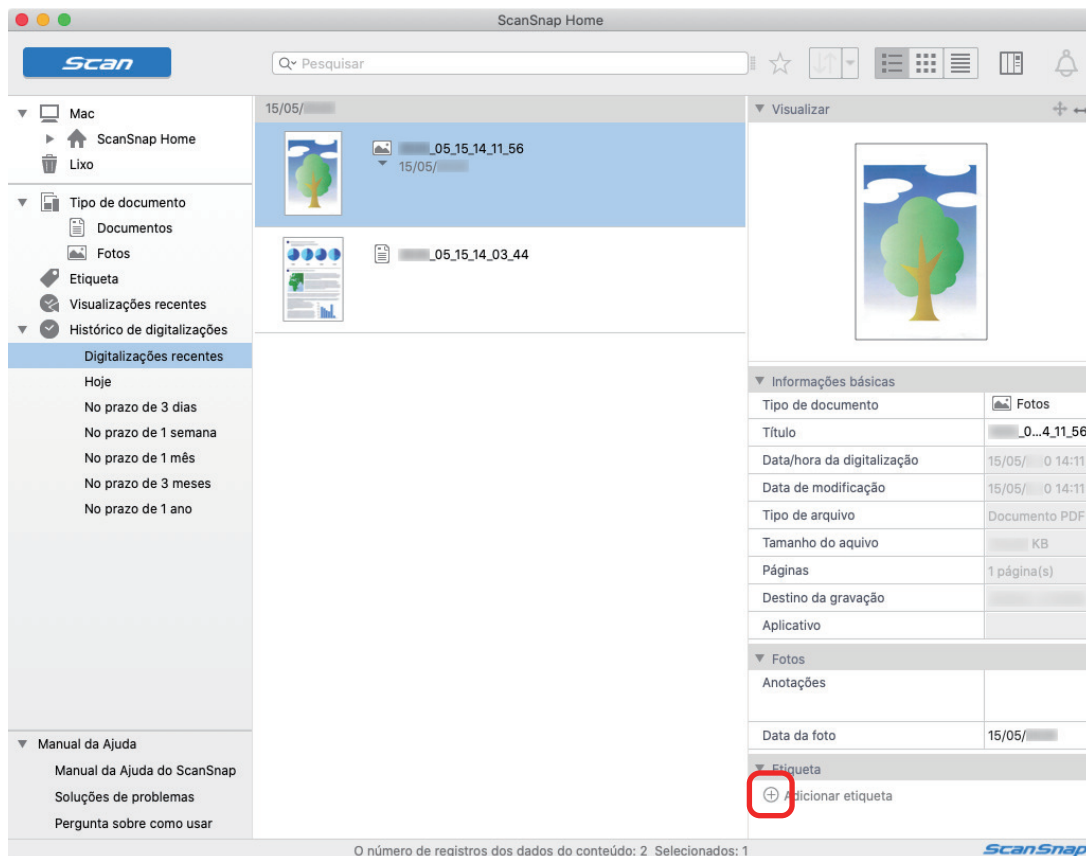 ScanSnap Home
Scan
Pesquisar
Mac
ScanSnap Home
Lixo
Tipo de documento
Documentos
Fotos
Etiqueta
Visualizações recentes
Histórico de digitalizações
Digitalizações recentes
Hoje
No prazo de 3 dias
No prazo de 1 semana
No prazo de 1 mês
No prazo de 3 meses
No prazo de 1 ano
Manual da Ajuda
Manual da Ajuda do ScanSnap
Soluções de problemas
Pergunta sobre como usar
15/05/
_05_15_14_11_56
15/05/
_05_15_14_03_44
Visualizar
Informações básicas
Tipo de documento Fotos
Título _0...4_11_56
Data/hora da digitalização 15/05/ 0 14:11
Data de modificação 15/05/ 0 14:11
Tipo de arquivo Documento PDF
Tamanho do aquivo KB
Páginas 1 página(s)
Destino da gravação
Aplicativo
Fotos
Anotações
Data da foto 15/05/
Etiqueta
Adicionar etiqueta
O número de registros dos dados do conteúdo: 2 Selecionados: 1
ScanSnap